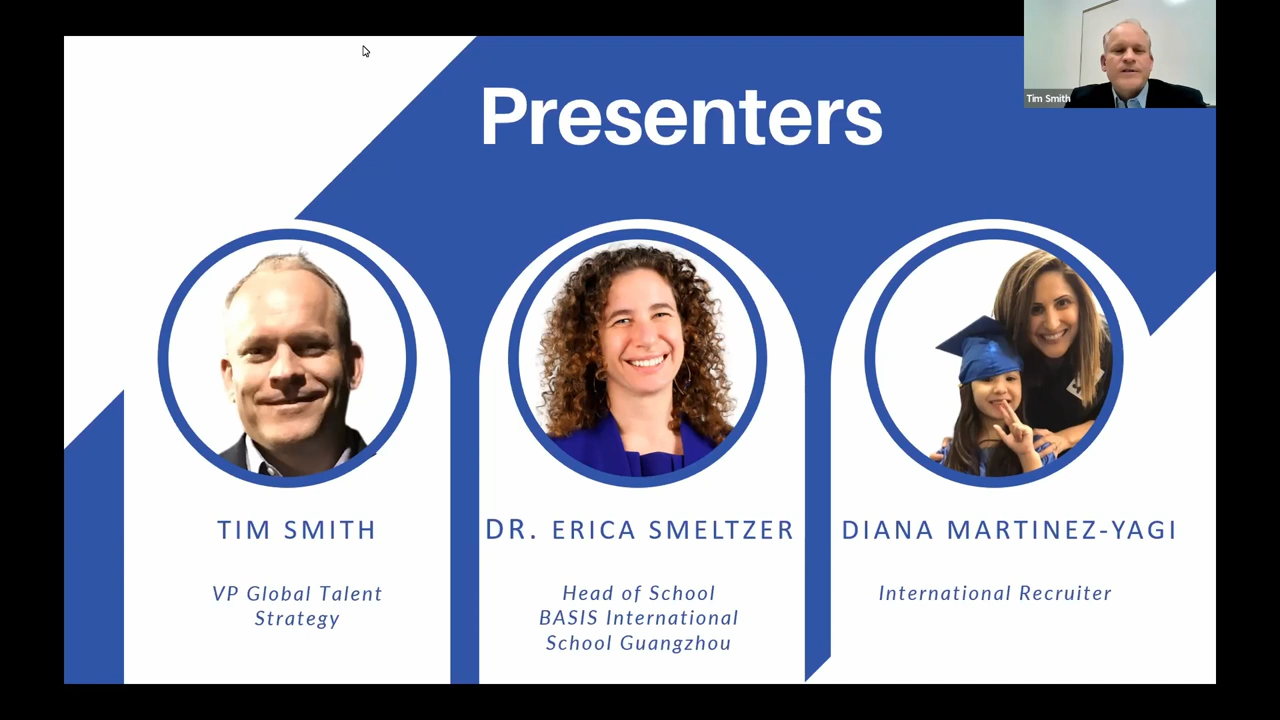 Presenters
Tim Smith
TIM SMITH
VP Global Talent
Strategy
DR. ERICA SMELTZER
Head of School
BASIS International
School Guangzhou
DIANA MARTINEZ-YAGI
International Recruiter